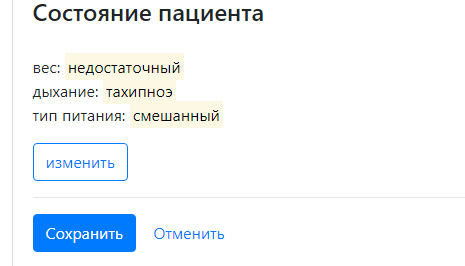 Состояние пациента
вес: недостаточный
дыхание: тахипноэ
тип питания: смешанный
изменить
Сохранить Отменить